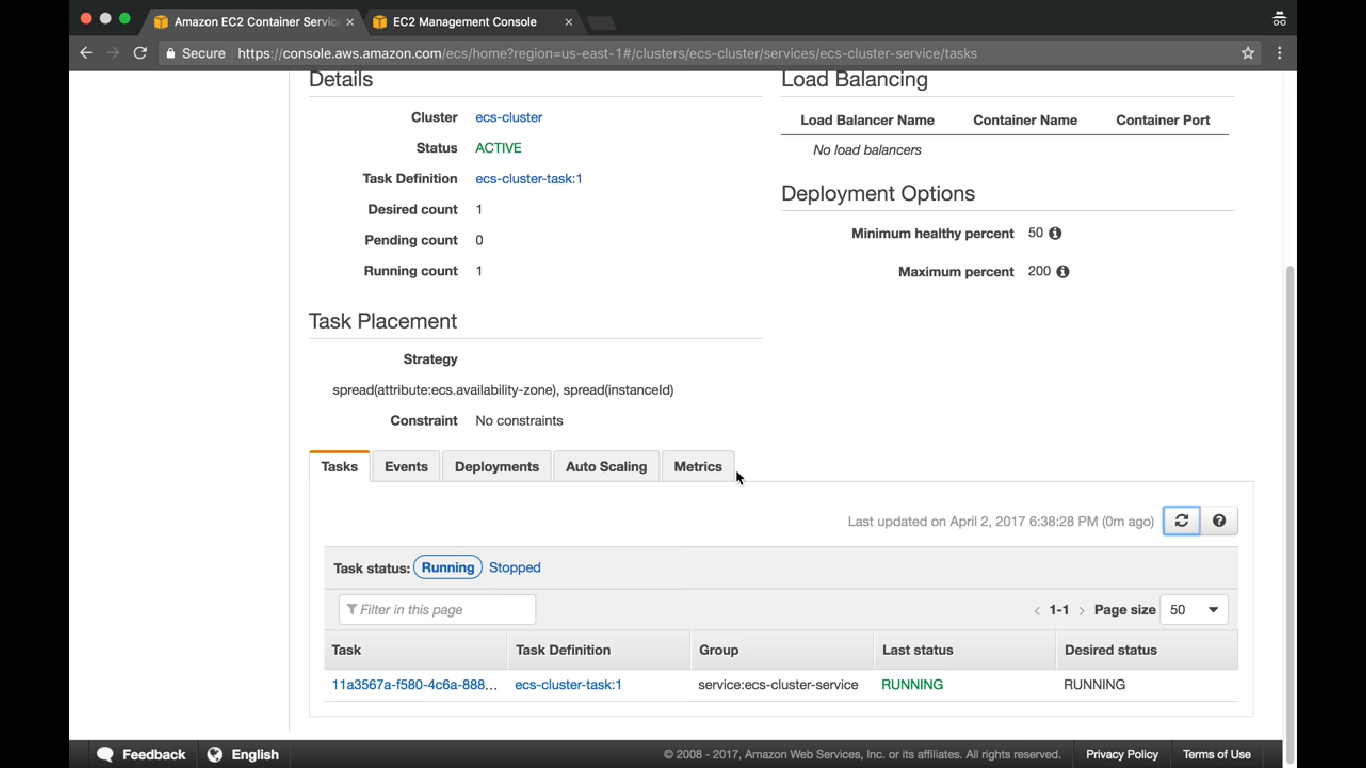 Amazon EC2 Container Servic
EC2 Management Console
Secure https://console.aws.amazon.com/ecs/home?region=us-east-1#/clusters/ecs-cluster/services/ecs-cluster-service/tasks
Details
Cluster ecs-cluster
Status ACTIVE
Task Definition ecs-cluster-task:1
Desired count 1
Pending count 0
Running count 1
Load Balancing
Load Balancer Name Container Name Container Port
No load balancers
Deployment Options
Minimum healthy percent 50
Maximum percent 200
Task Placement
Strategy
spread(attribute:ecs.availability-zone), spread(instanceId)
Constraint No constraints
Tasks Events Deployments Auto Scaling Metrics
Last updated on April 2, 2017 6:38:28 PM (0m ago)
Task status: Running Stopped
Filter in this page
< 1-1 > Page size 50
Task Task Definition Group Last status Desired status
11a3567a-f580-4c6a-888... ecs-cluster-task:1 service:ecs-cluster-service RUNNING RUNNING
Feedback English © 2008 - 2017, Amazon Web Services, Inc. or its affiliates. All rights reserved. Privacy Policy Terms of Use